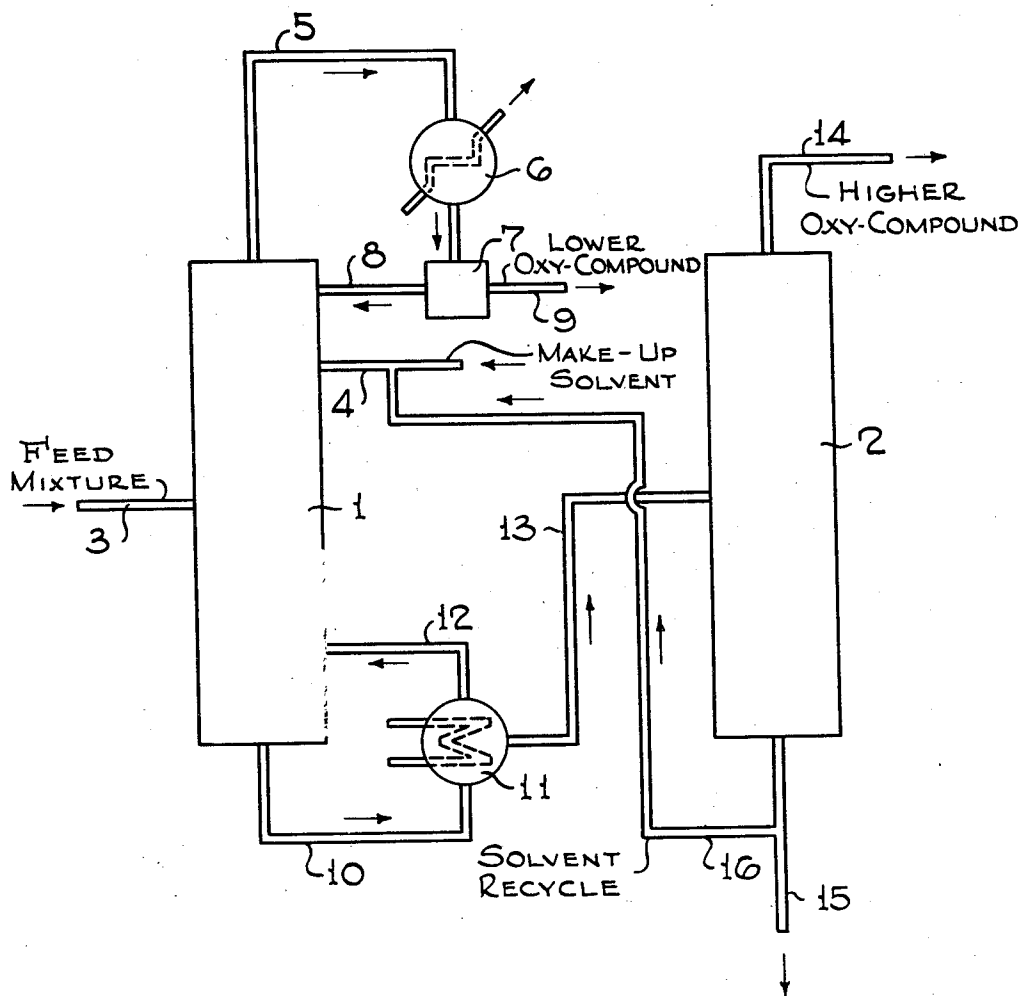 5
14
6
HIGHER
OXY-COMPOUND
7
LOWER
OXY-COMPOUND
8
9
MAKE-UP
SOLVENT
4
2
FEED
MIXTURE
3
1
13
12
11
10
SOLVENT
RECYCLE
16
15